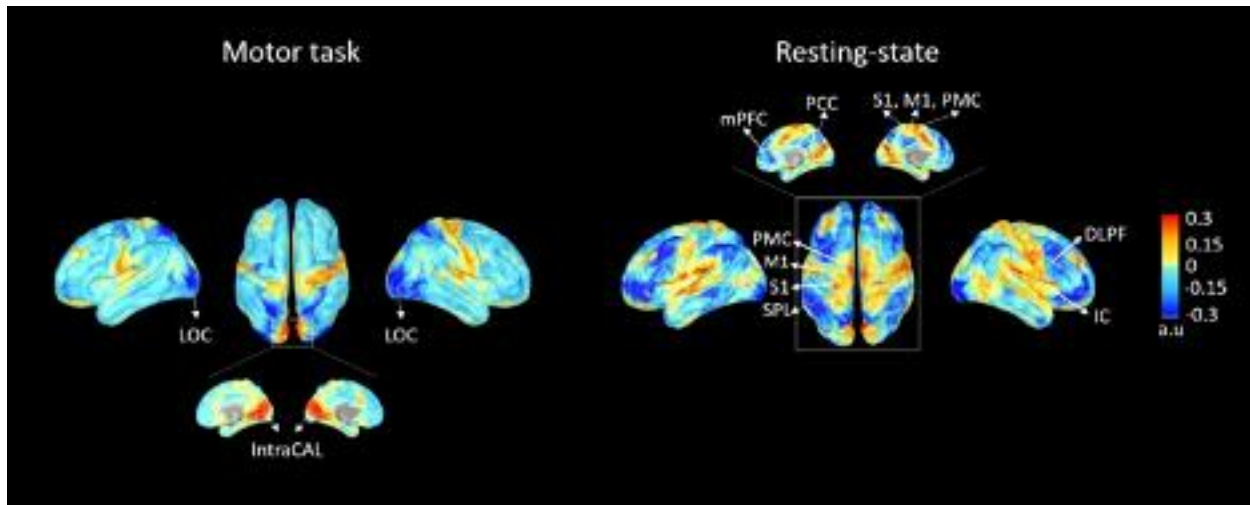 Motor task
LOC
LOC
IntraCAL
Resting-state
mPFC
PCC
S1, M1, PMC
PMC
M1
S1
SPL
DLPF
IC
0.3
0.15
0
-0.15
-0.3
a.u